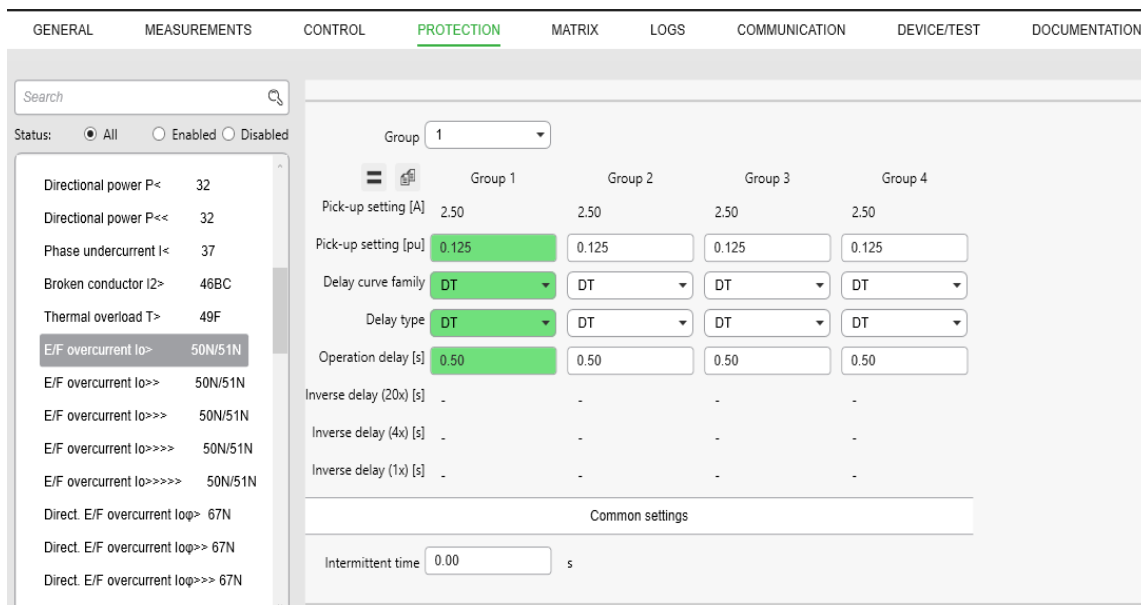 GENERAL MEASUREMENTS CONTROL PROTECTION MATRIX LOGS COMMUNICATION DEVICE/TEST DOCUMENTATION
Search
Status: All Enabled Disabled
Directional power P< 32
Directional power P<< 32
Phase undercurrent I< 37
Broken conductor I2> 46BC
Thermal overload T> 49F
E/F overcurrent Io> 50N/51N
E/F overcurrent Io>> 50N/51N
E/F overcurrent Io>>> 50N/51N
E/F overcurrent Io>>>> 50N/51N
E/F overcurrent Io>>>>> 50N/51N
Direct. E/F overcurrent Ioφ> 67N
Direct. E/F overcurrent Ioφ>> 67N
Direct. E/F overcurrent Ioφ>>> 67N
Group 1
Group 1 Group 2 Group 3 Group 4
Pick-up setting [A] 2.50 2.50 2.50 2.50
Pick-up setting [pu] 0.125 0.125 0.125 0.125
Delay curve family DT DT DT DT
Delay type DT DT DT DT
Operation delay [s] 0.50 0.50 0.50 0.50
Inverse delay (20x) [s] - - - -
Inverse delay (4x) [s] - - - -
Inverse delay (1x) [s] - - - -
Common settings
Intermittent time 0.00 s